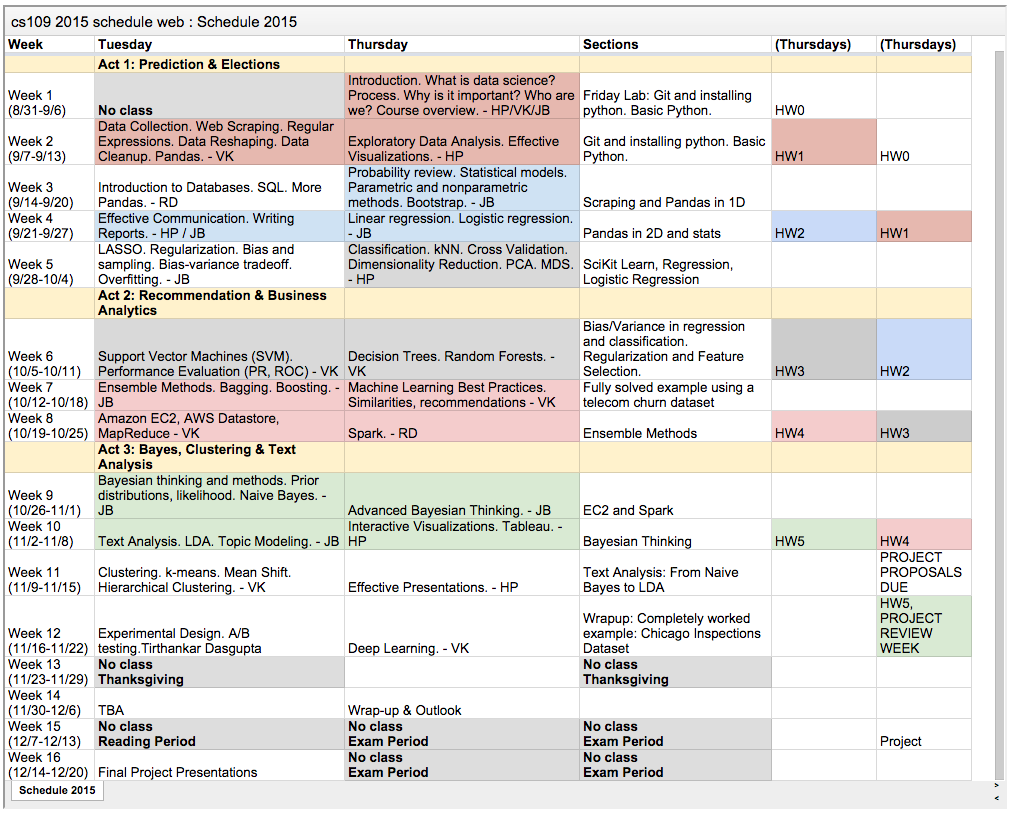 cs109 2015 schedule web : Schedule 2015
Week Tuesday Thursday Sections (Thursdays) (Thursdays)
Act 1: Prediction & Elections
Week 1
(8/31-9/6)
No class
Introduction. What is data science?
Process. Why is it important? Who are
we? Course overview. - HP/VK/JB
Friday Lab: Git and installing
python. Basic Python.
HW0
Week 2
(9/7-9/13)
Data Collection. Web Scraping. Regular
Expressions. Data Reshaping. Data
Cleanup. Pandas. - VK
Exploratory Data Analysis. Effective
Visualizations. - HP
Git and installing python. Basic
Python.
HW1
HW0
Week 3
(9/14-9/20)
Introduction to Databases. SQL. More
Pandas. - RD
Probability review. Statistical models.
Parametric and nonparametric
methods. Bootstrap. - JB
Scraping and Pandas in 1D
Week 4
(9/21-9/27)
Effective Communication. Writing
Reports. - HP / JB
Linear regression. Logistic regression.
- JB
Pandas in 2D and stats
HW2
HW1
Week 5
(9/28-10/4)
LASSO. Regularization. Bias and
sampling. Bias-variance tradeoff.
Overfitting. - JB
Classification. kNN. Cross Validation.
Dimensionality Reduction. PCA. MDS.
- HP
SciKit Learn, Regression,
Logistic Regression
Act 2: Recommendation & Business
Analytics
Week 6
(10/5-10/11)
Support Vector Machines (SVM).
Performance Evaluation (PR, ROC) - VK
Decision Trees. Random Forests. -
VK
Bias/Variance in regression
and classification.
Regularization and Feature
Selection.
HW3
HW2
Week 7
(10/12-10/18)
Ensemble Methods. Bagging. Boosting. -
JB
Machine Learning Best Practices.
Similarities, recommendations - VK
Fully solved example using a
telecom churn dataset
Week 8
(10/19-10/25)
Amazon EC2, AWS Datastore,
MapReduce - VK
Spark. - RD
Ensemble Methods
HW4
HW3
Act 3: Bayes, Clustering & Text
Analysis
Week 9
(10/26-11/1)
Bayesian thinking and methods. Prior
distributions, likelihood. Naive Bayes. -
JB
Advanced Bayesian Thinking. - JB
EC2 and Spark
Week 10
(11/2-11/8)
Text Analysis. LDA. Topic Modeling. - JB
Interactive Visualizations. Tableau. -
HP
Bayesian Thinking
HW5
HW4
Week 11
(11/9-11/15)
Clustering. k-means. Mean Shift.
Hierarchical Clustering. - VK
Effective Presentations. - HP
Text Analysis: From Naive
Bayes to LDA
PROJECT
PROPOSALS
DUE
Week 12
(11/16-11/22)
Experimental Design. A/B
testing.Tirthankar Dasgupta
Deep Learning. - VK
Wrapup: Completely worked
example: Chicago Inspections
Dataset
HW5,
PROJECT
REVIEW
WEEK
Week 13
(11/23-11/29)
No class
Thanksgiving
No class
Thanksgiving
Week 14
(11/30-12/6)
TBA
Wrap-up & Outlook
Week 15
(12/7-12/13)
No class
Reading Period
No class
Exam Period
No class
Exam Period
Project
Week 16
(12/14-12/20)
Final Project Presentations
No class
Exam Period
No class
Exam Period
Schedule 2015